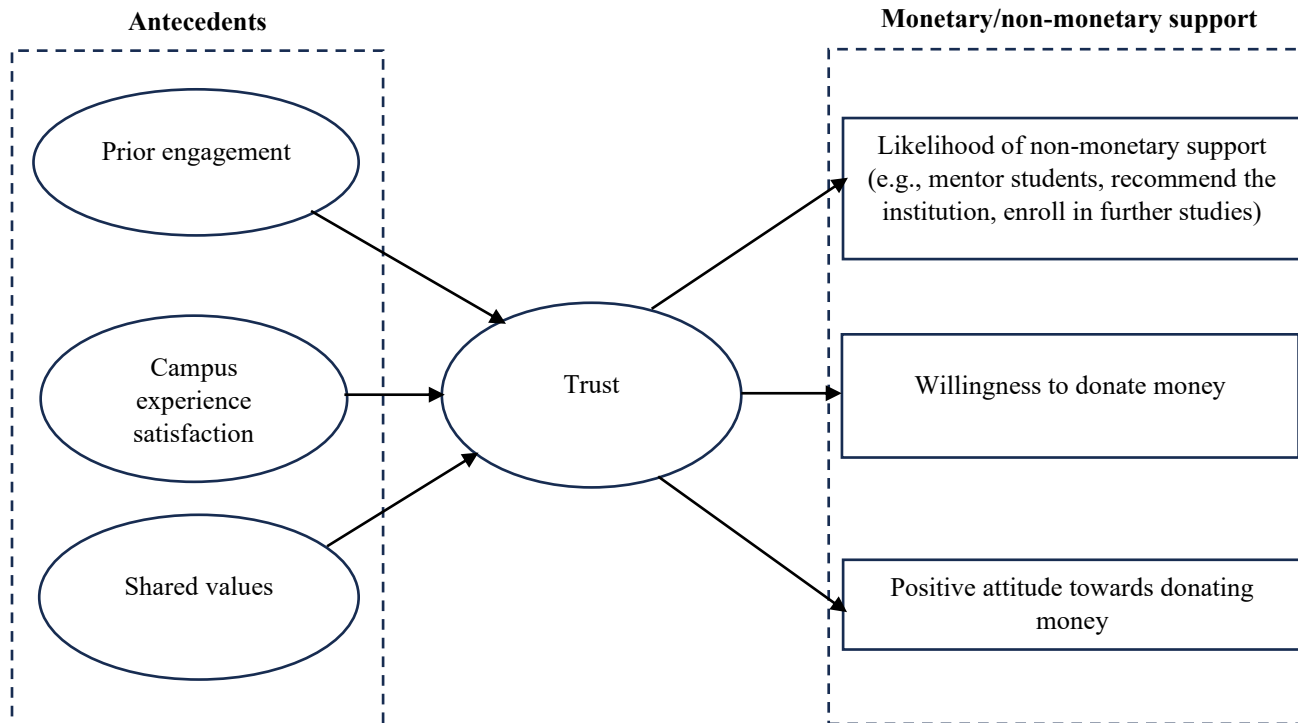 Antecedents
Monetary/non-monetary support
Prior engagement
Campus
experience
satisfaction
Shared values
Trust
Likelihood of non-monetary support
(e.g., mentor students, recommend the
institution, enroll in further studies)
Willingness to donate money
Positive attitude towards donating
money